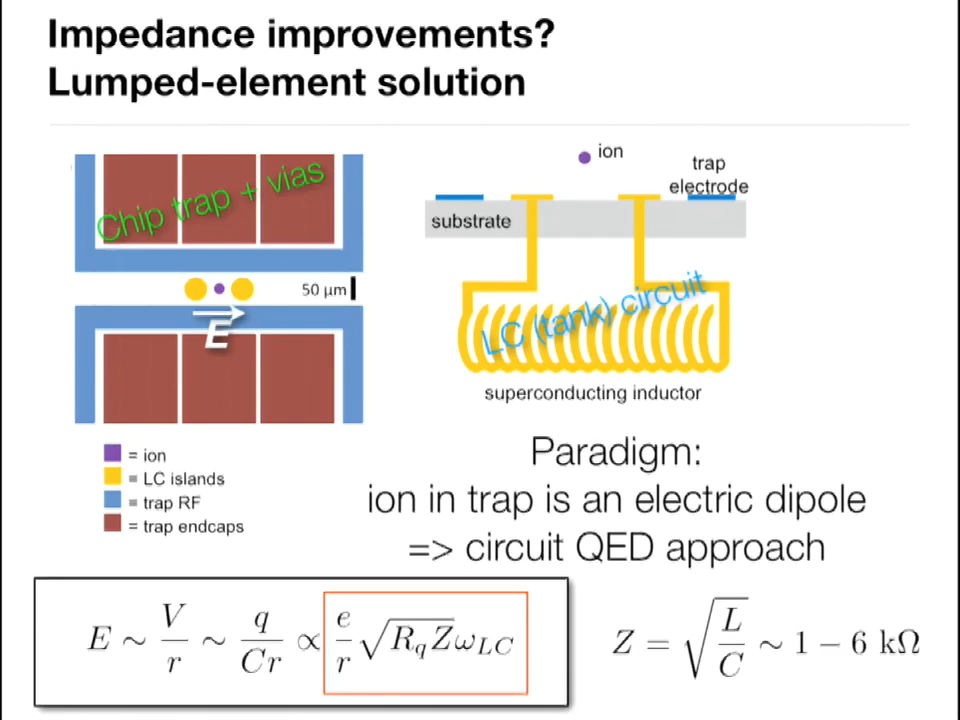 Impedance improvements?
Lumped-element solution
Chip trap + vias
50 μm
E
= ion
= LC islands
= trap RF
= trap endcaps
ion
trap
electrode
substrate
LC (tank) circuit
superconducting inductor
Paradigm:
ion in trap is an electric dipole
=> circuit QED approach
E ∼ V/r ∼ q/Cr ∝ e/r √(R_q Z) ω_LC
Z = √(L/C) ∼ 1 − 6 kΩ